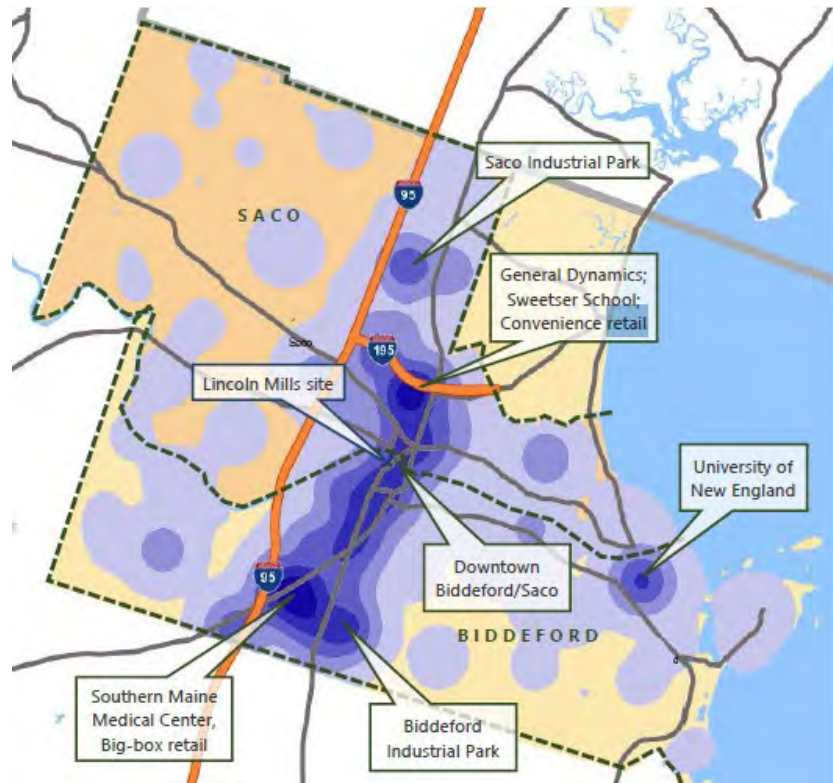 Saco Industrial Park
95
SACO
General Dynamics;
Sweetser School;
Convenience retail
195
Saco
Lincoln Mills site
University of
New England
Downtown
Biddeford/Saco
95
BIDDEFORD
Southern Maine
Medical Center,
Big-box retail
Biddeford
Industrial Park